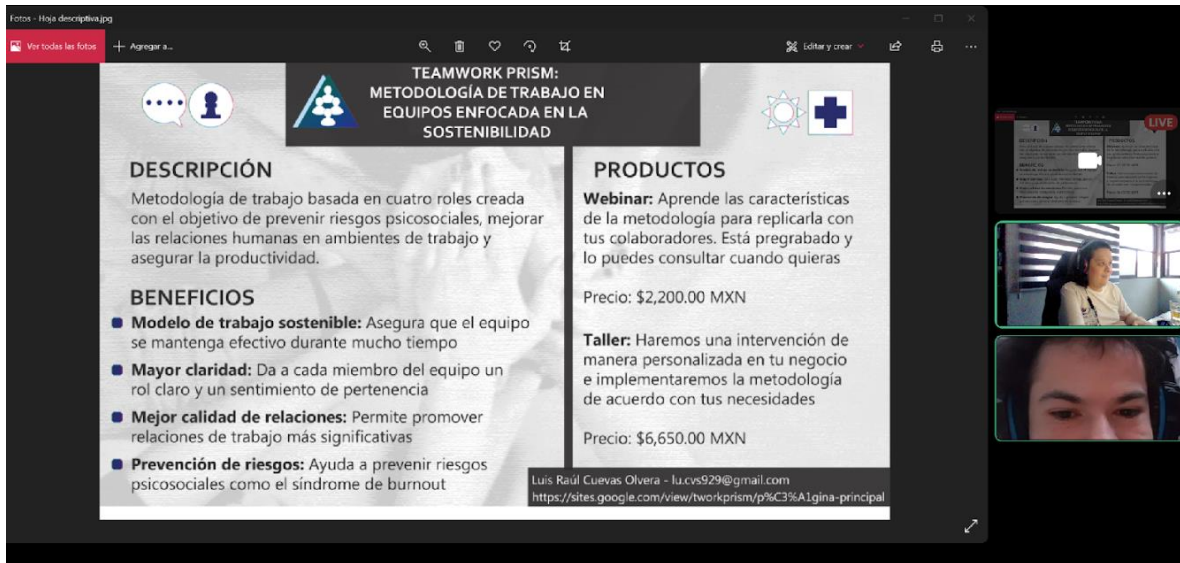 Fotos - Hoja descriptiva.jpg
Ver todas las fotos
Agregar a...
Editar y crear
TEAMWORK PRISM:
METODOLOGÍA DE TRABAJO EN
EQUIPOS ENFOCADA EN LA
SOSTENIBILIDAD
DESCRIPCIÓN
Metodología de trabajo basada en cuatro roles creada
con el objetivo de prevenir riesgos psicosociales, mejorar
las relaciones humanas en ambientes de trabajo y
asegurar la productividad.
BENEFICIOS
Modelo de trabajo sostenible: Asegura que el equipo
se mantenga efectivo durante mucho tiempo
Mayor claridad: Da a cada miembro del equipo un
rol claro y un sentimiento de pertenencia
Mejor calidad de relaciones: Permite promover
relaciones de trabajo más significativas
Prevención de riesgos: Ayuda a prevenir riesgos
psicosociales como el síndrome de burnout
PRODUCTOS
Webinar: Aprende las características
de la metodología para replicarla con
tus colaboradores. Está pregrabado y
lo puedes consultar cuando quieras
Precio: $2,200.00 MXN
Taller: Haremos una intervención de
manera personalizada en tu negocio
e implementaremos la metodología
de acuerdo con tus necesidades
Precio: $6,650.00 MXN
Luis Raúl Cuevas Olvera - lu.cvs929@gmail.com
https://sites.google.com/view/tworkprism/p%C3%A1gina-principal
LIVE